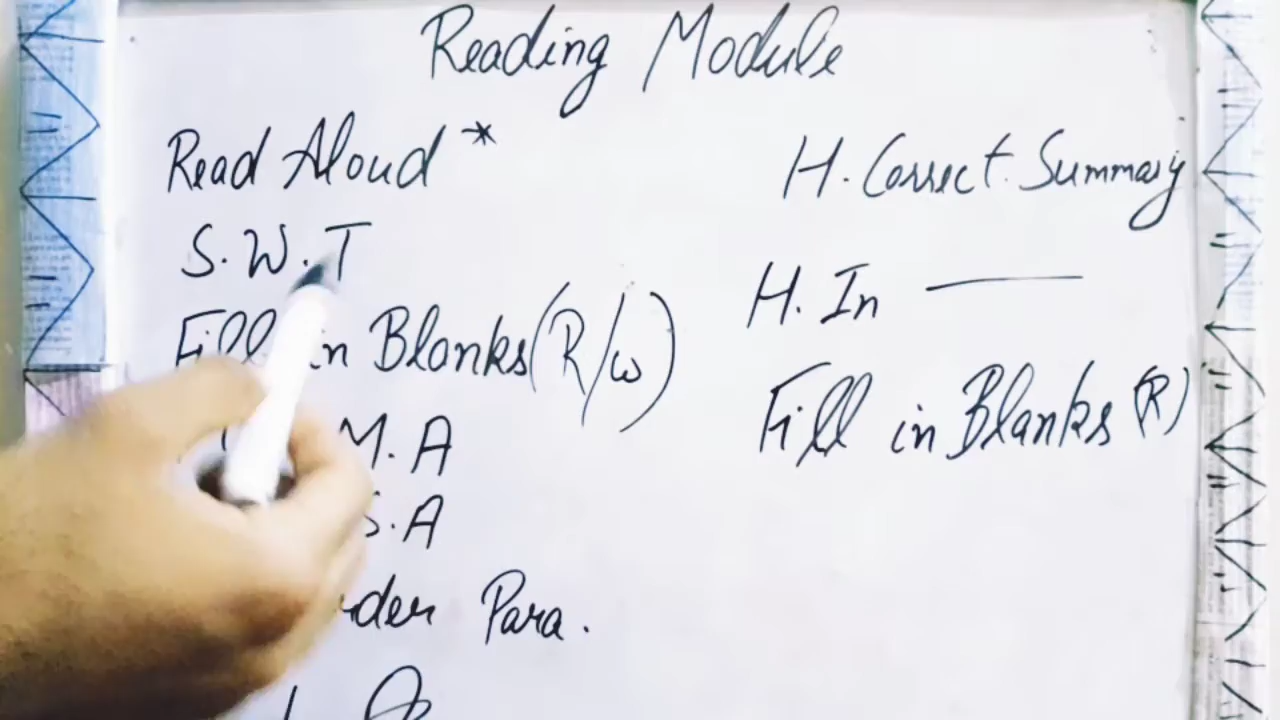 Reading Module
Read Aloud *
S.W.T
Fill in Blanks (R/w)
M.A
S.A
Para.
H. Correct. Summary
H. In
Fill in Blanks (R)